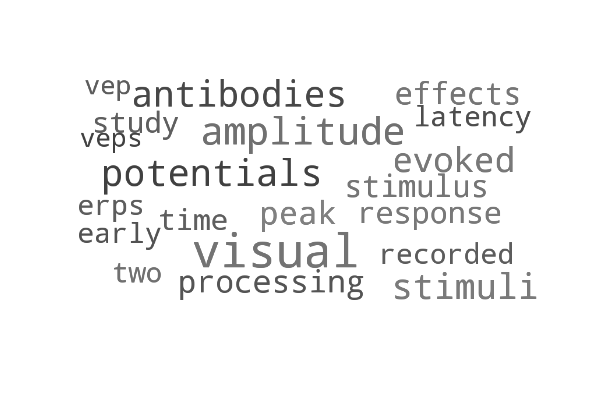 vep antibodies effects
study amplitude latency
veps
potentials evoked
stimulus
erps time peak response
early visual recorded
two processing stimuli